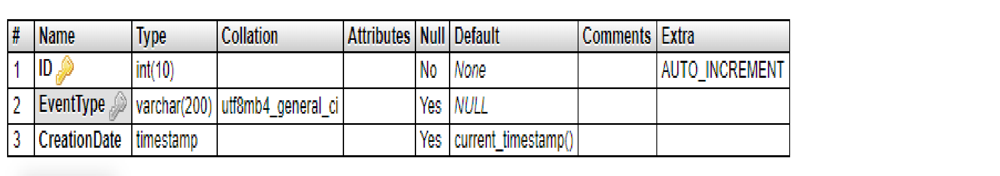 # Name Type Collation Attributes Null Default Comments Extra
1 ID int(10) No None AUTO_INCREMENT
2 EventType varchar(200) utf8mb4_general_ci Yes NULL
3 CreationDate timestamp Yes current_timestamp()